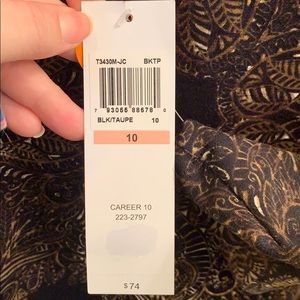 T3430M-JC BKTP
7 93055 88678 0
BLK/TAUPE 10
10
CAREER 10
223-2797
$74